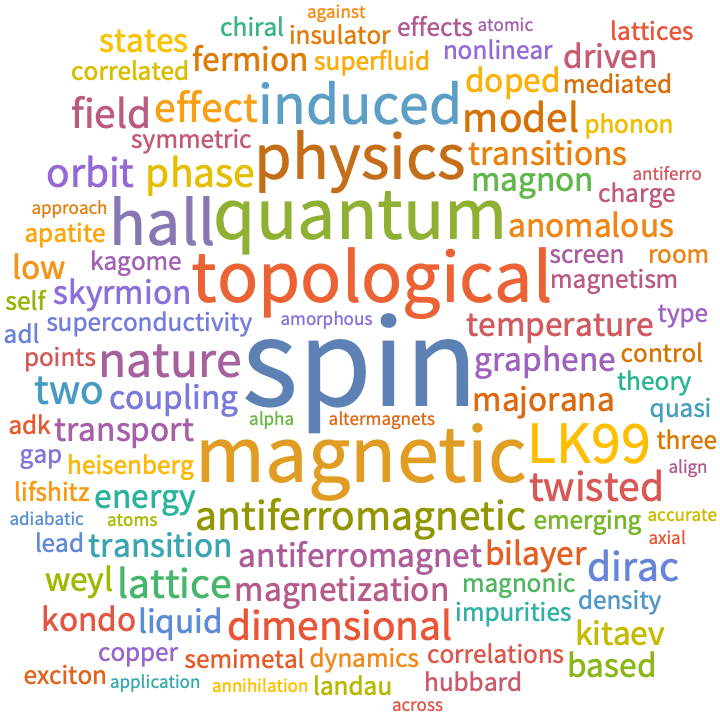 against
chiral insulator effects atomic
states fermion superfluid nonlinear lattices
correlated driven
doped mediated
field effect induced model phonon
symmetric physics transitions
orbit phase magnon antiferro
charge
approach hall quantum anomalous
apatite
low kagome topological screen room
self skyrmion magnetism
adl superconductivity amorphous temperature type
points nature spin graphene control
two coupling majorana theory
quasi
adk transport alpha altermagnets
gap heisenberg magnetic LK99 three
lifshitz energy twisted align
adiabatic atoms antiferromagnetic emerging accurate
lead transition antiferromagnet bilayer axial
weyl lattice magnetization magnonic dirac
kondo liquid dimensional impurities density
copper kitaev
exciton semimetal dynamics correlations based
application annihilation landau hubbard
across